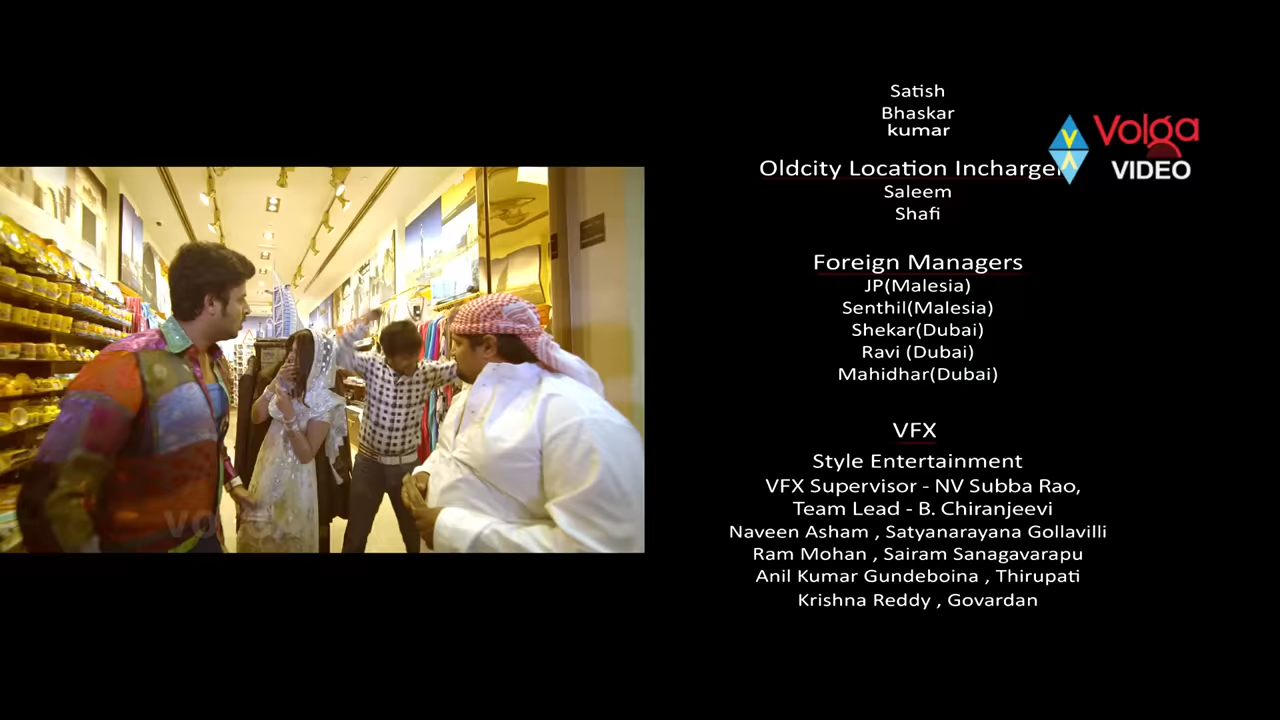 Satish
Bhaskar
kumar
Oldcity Location Incharge
Saleem
Shafi
Volga
VIDEO
Foreign Managers
JP(Malesia)
Senthil(Malesia)
Shekar(Dubai)
Ravi (Dubai)
Mahidhar(Dubai)
VFX
Style Entertainment
VFX Supervisor - NV Subba Rao,
Team Lead - B. Chiranjeevi
Naveen Asham , Satyanarayana Gollavilli
Ram Mohan , Sairam Sanagavarapu
Anil Kumar Gundeboina , Thirupati
Krishna Reddy , Govardan